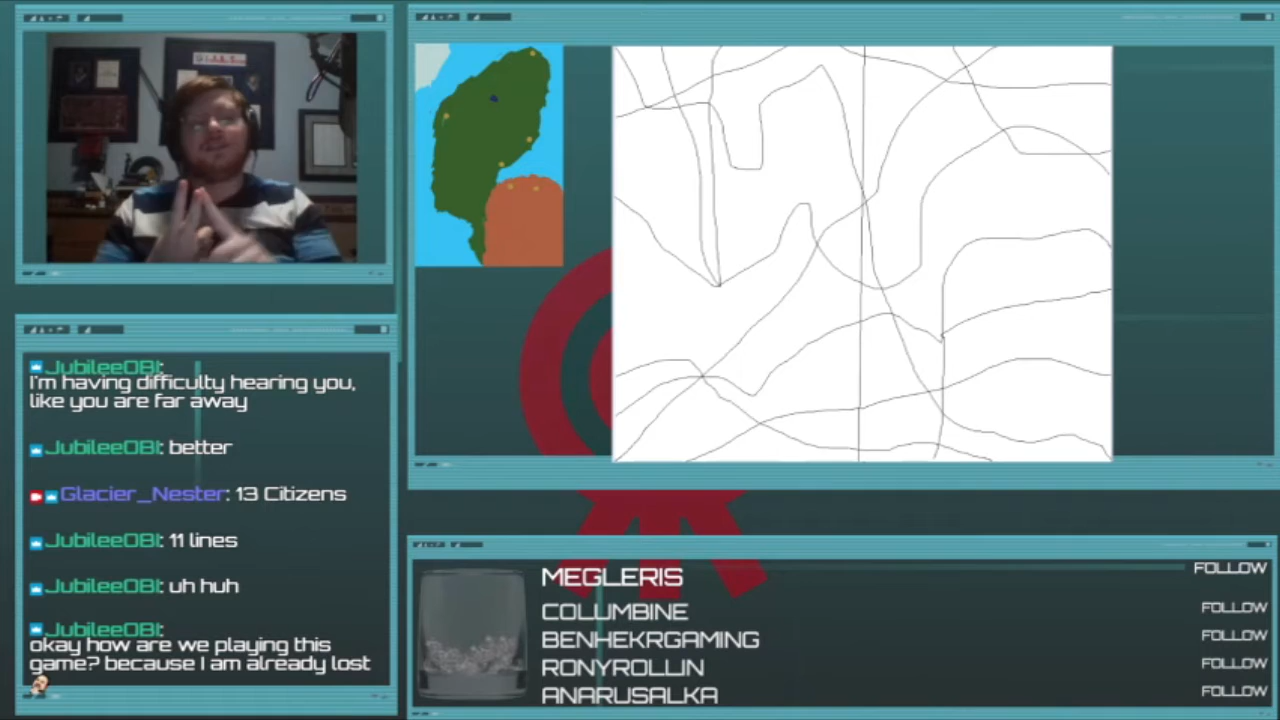 JubileeOBI:
I'm having difficulty hearing you,
like you are far away
JubileeOBI: better
Glacier_Nester: 13 Citizens
JubileeOBI: 11 lines
JubileeOBI: uh huh
JubileeOBI:
okay how are we playing this
game? because I am already lost
MEGLERIS
COLUMBINE
BENHEKRGAMING
RONYROLLIN
ANARUSALKA
FOLLOW
FOLLOW
FOLLOW
FOLLOW
FOLLOW